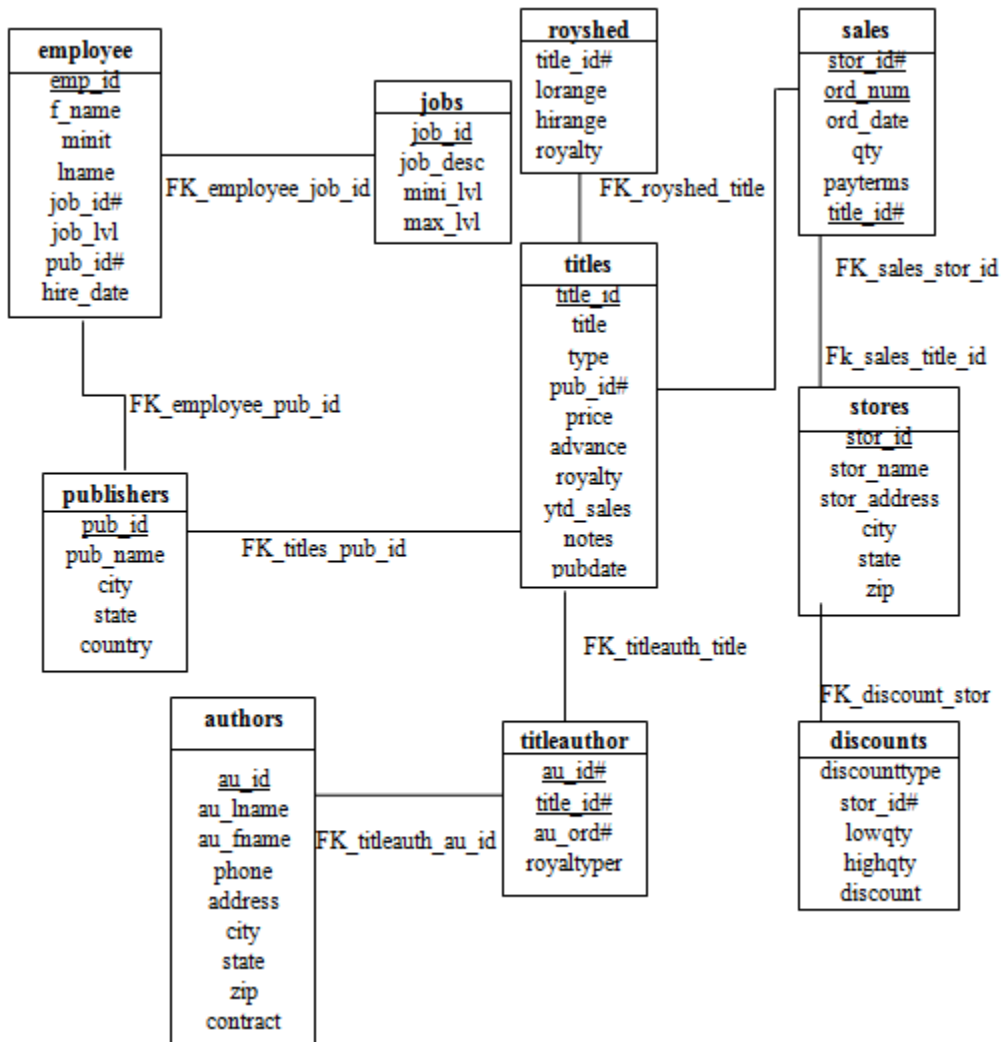 employee
emp_id
f_name
minit
lname
job_id#
job_lvl
pub_id#
hire_date
FK_employee_job_id
jobs
job_id
job_desc
mini_lvl
max_lvl
royshed
title_id#
lorange
hirange
royalty
FK_royshed_title
sales
stor_id#
ord_num
ord_date
qty
payterms
title_id#
FK_sales_stor_id
Fk_sales_title_id
titles
title_id
title
type
pub_id#
price
advance
royalty
ytd_sales
notes
pubdate
FK_employee_pub_id
publishers
pub_id
pub_name
city
state
country
FK_titles_pub_id
stores
stor_id
stor_name
stor_address
city
state
zip
FK_titleauth_title
FK_discount_stor
authors
au_id
au_lname
au_fname
phone
address
city
state
zip
contract
FK_titleauth_au_id
titleauthor
au_id#
title_id#
au_ord#
royaltyper
discounts
discounttype
stor_id#
lowqty
highqty
discount